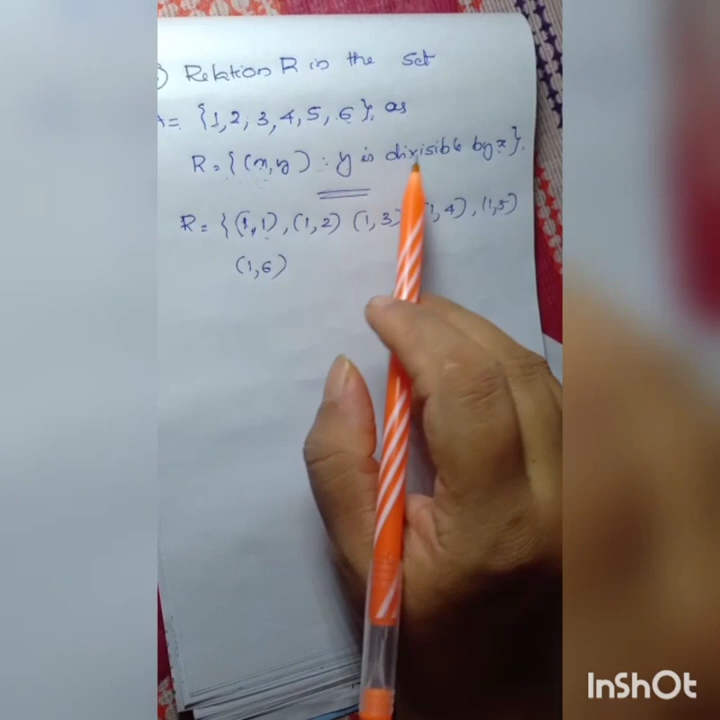 Relation R in the set
A = {1, 2, 3, 4, 5, 6}, as
R = {(x, y) : y is divisible by x}.
R = {(1,1), (1,2) (1,3) (1,4), (1,5)
(1,6)
InShOt